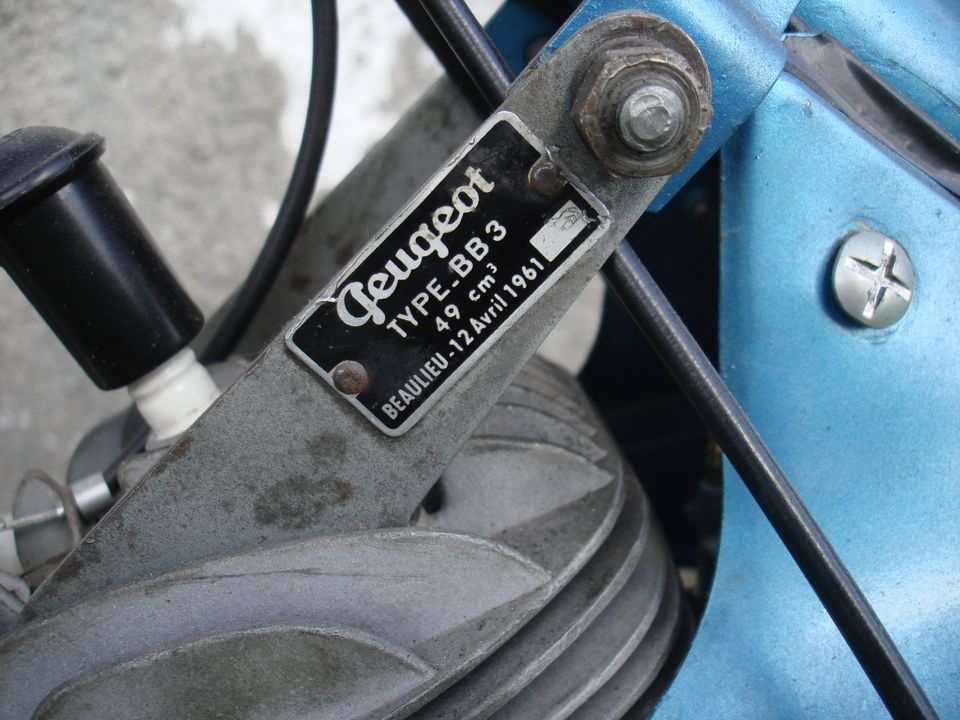 Peugeot
TYPE-BB3
49 cm³
BEAULIEU-12 Avril 1961